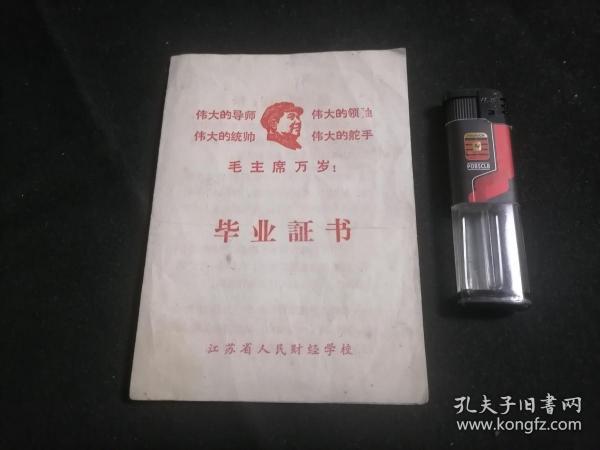 伟大的导师 伟大的领袖
伟大的统帅 伟大的舵手
毛主席万岁！
毕业証书
江苏省人民财经学校
PORSCLB
孔夫子旧书网
www.kongfz.com